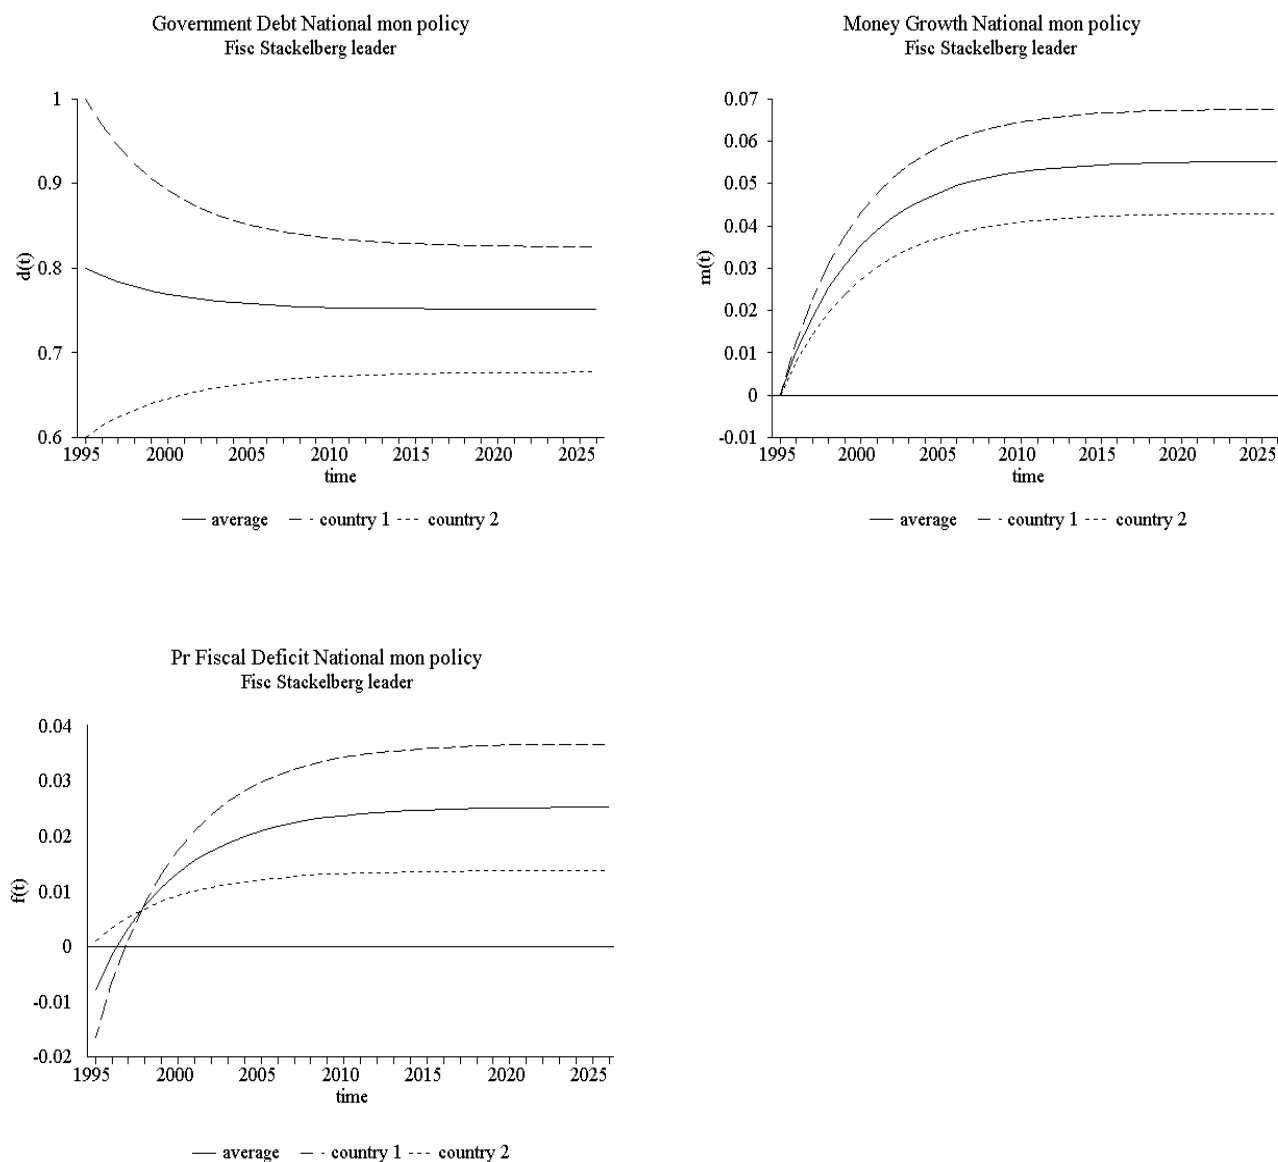 Government Debt National mon policy
Fisc Stackelberg leader
1
0.9
0.8
0.7
0.6
d(t)
1995 2000 2005 2010 2015 2020 2025
time
average country 1 country 2
Money Growth National mon policy
Fisc Stackelberg leader
0.07
0.06
0.05
0.04
0.03
0.02
0.01
0
-0.01
m(t)
1995 2000 2005 2010 2015 2020 2025
time
average country 1 country 2
Pr Fiscal Deficit National mon policy
Fisc Stackelberg leader
0.04
0.03
0.02
0.01
0
-0.01
-0.02
f(t)
1995 2000 2005 2010 2015 2020 2025
time
average country 1 country 2